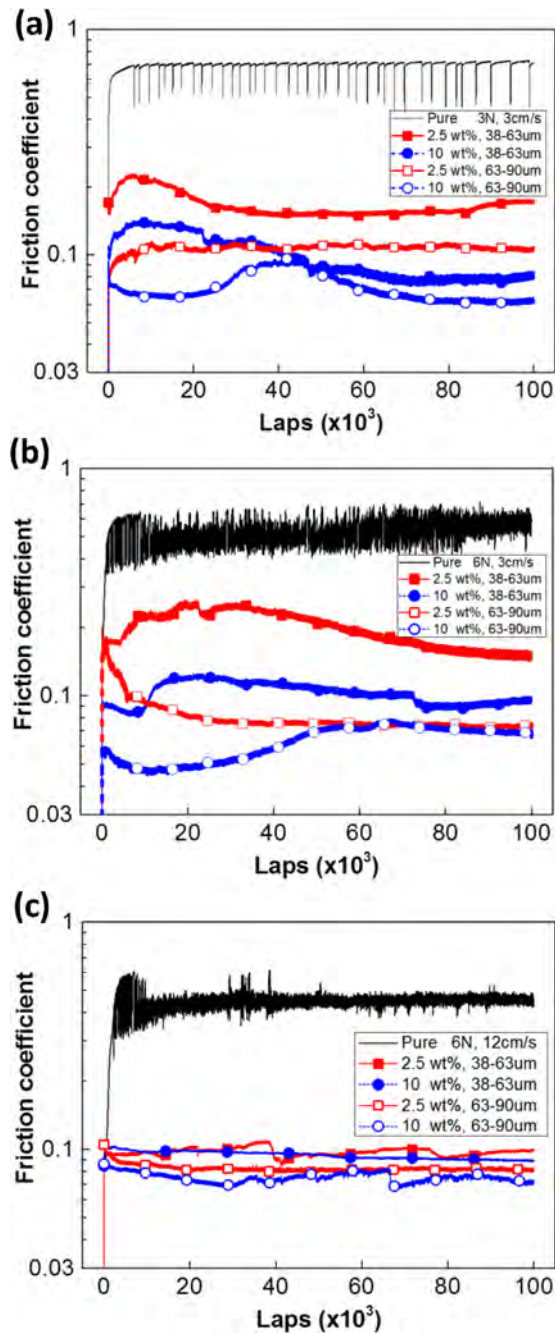 (a)
1
0.1
0.03
Friction coefficient
Pure 3N, 3cm/s
2.5 wt%, 38-63um
10 wt%, 38-63um
2.5 wt%, 63-90um
10 wt%, 63-90um
0 20 40 60 80 100
Laps (x10³)
(b)
1
0.1
0.03
Friction coefficient
Pure 6N, 3cm/s
2.5 wt%, 38-63um
10 wt%, 38-63um
2.5 wt%, 63-90um
10 wt%, 63-90um
0 20 40 60 80 100
Laps (x10³)
(c)
1
0.1
0.03
Friction coefficient
Pure 6N, 12cm/s
2.5 wt%, 38-63um
10 wt%, 38-63um
2.5 wt%, 63-90um
10 wt%, 63-90um
0 20 40 60 80 100
Laps (x10³)